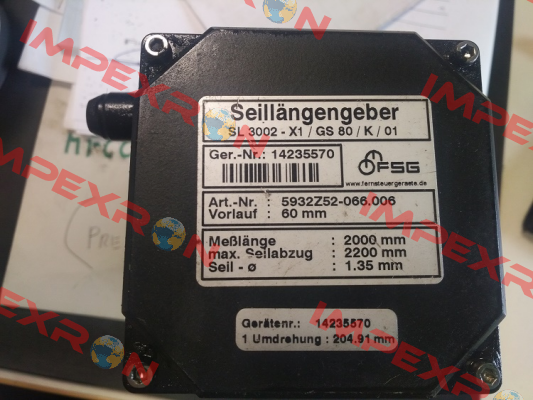 Seillängengeber
SL 3002 - X1 / GS 80 / K / 01
Ger.-Nr.: 14235570
FSG
www.fernsteuergeraete.de
Art.-Nr. : 5932Z52-066.006
Vorlauf : 60 mm
Meßlänge : 2000 mm
max. Seilabzug : 2200 mm
Seil - ø : 1.35 mm
Gerätenr.: 14235570
1 Umdrehung : 204.91 mm
IMPEXRON
IMPEXRON
IMPEXRON
IMPEXRON
IMPEXRON